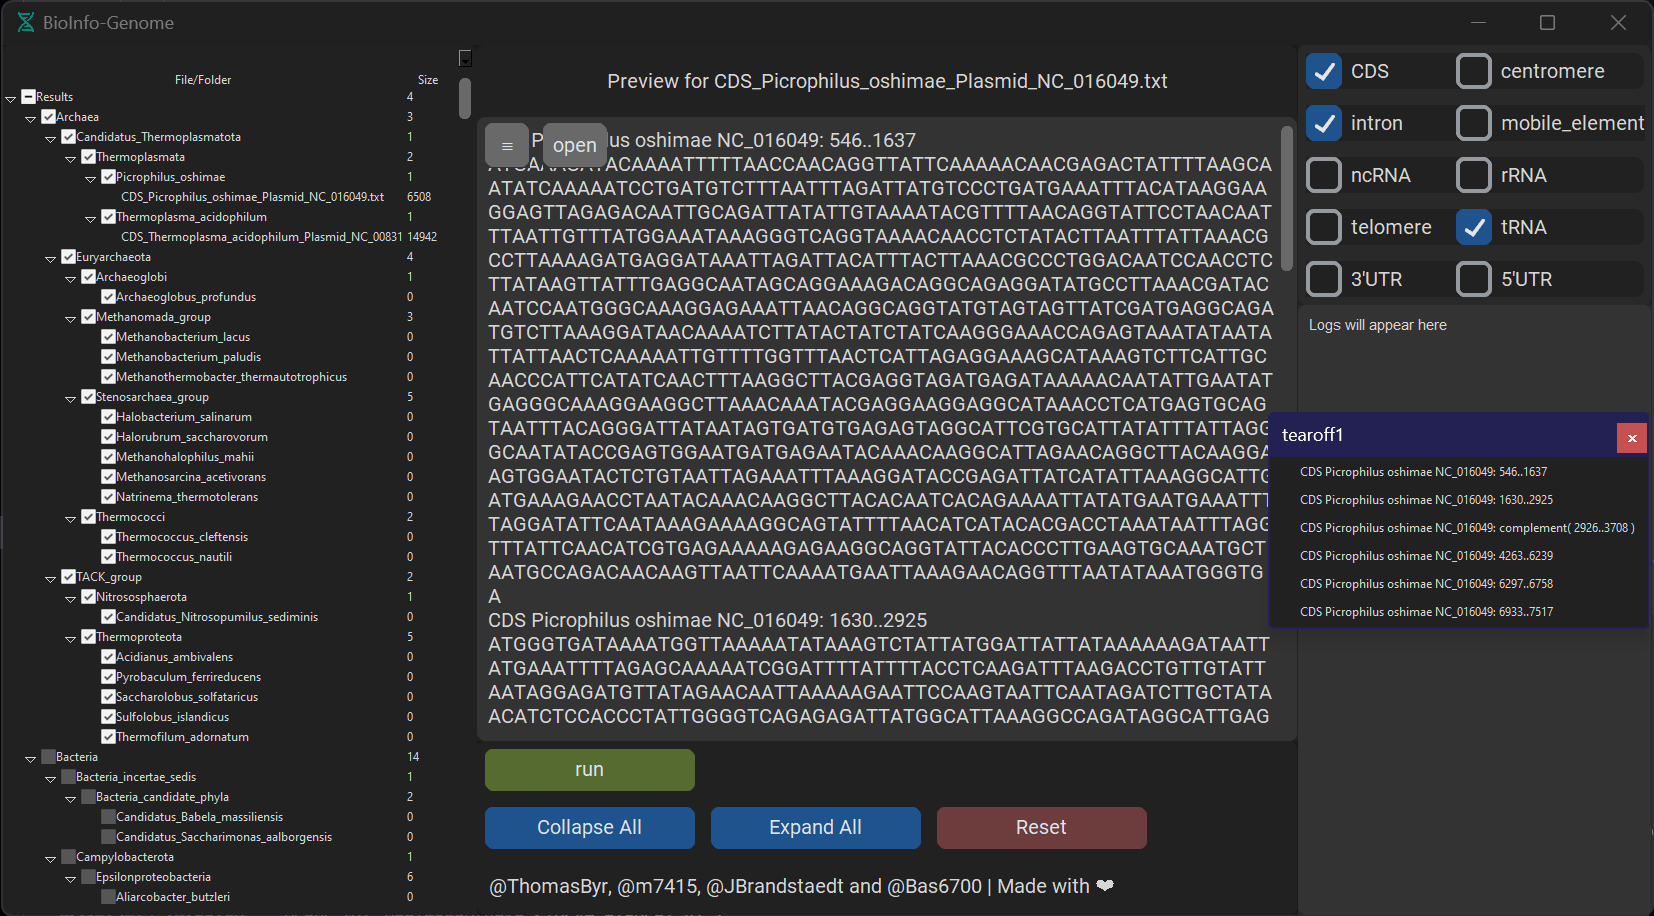 BioInfo-Genome
File/Folder Size
Results 4
Archaea 3
Candidatus_Thermoplasmatota 1
Thermoplasmata 2
Picrophilus_oshimae 1
CDS_Picrophilus_oshimae_Plasmid_NC_016049.txt 6508
Thermoplasma_acidophilum 1
CDS_Thermoplasma_acidophilum_Plasmid_NC_00831 14942
Euryarchaeota 4
Archaeoglobi 1
Archaeoglobus_profundus 0
Methanomada_group 3
Methanobacterium_lacus 0
Methanobacterium_paludis 0
Methanothermobacter_thermautotrophicus 0
Stenosarchaea_group 5
Halobacterium_salinarum 0
Halorubrum_saccharovorum 0
Methanohalophilus_mahii 0
Methanosarcina_acetivorans 0
Natrinema_thermotolerans 0
Thermococci 2
Thermococcus_cleftensis 0
Thermococcus_nautili 0
TACK_group 2
Nitrososphaerota 1
Candidatus_Nitrosopumilus_sediminis 0
Thermoproteota 5
Acidianus_ambivalens 0
Pyrobaculum_ferrireducens 0
Saccharolobus_solfataricus 0
Sulfolobus_islandicus 0
Thermofilum_adornatum 0
Bacteria 14
Bacteria_incertae_sedis 1
Bacteria_candidate_phyla 2
Candidatus_Babela_massiliensis 0
Candidatus_Saccharimonas_aalborgensis 0
Campylobacterota 1
Epsilonproteobacteria 6
Aliarcobacter_butzleri 0
Preview for CDS_Picrophilus_oshimae_Plasmid_NC_016049.txt
≡ open
us oshimae NC_016049: 546..1637
ACAAAATTTTTAACCAACAGGTTATTCAAAAACAACGAGACTATTTTAAGCA
ATATCAAAAATCCTGATGTCTTTAATTTAGATTATGTCCCTGATGAAATTTACATAAGGAA
GGAGTTAGAGACAATTGCAGATTATATTGTAAAATACGTTTTAACAGGTATTCCTAACAAT
TTAATTGTTTATGGAAATAAAGGGTCAGGTAAAACAACCTCTATACTTAATTTATTAAACG
CCTTAAAAGATGAGGATAAATTAGATTACATTTACTTAAACGCCCTGGACAATCCAACCTC
TTATAAGTTATTTGAGGCAATAGCAGGAAAGACAGGCAGAGGATATGCCTTAAACGATAC
AATCCAATGGGCAAAGGAGAAATTAACAGGCAGGTATGTAGTAGTTATCGATGAGGCAGA
TGTCTTAAAGGATAACAAAATCTTATACTATCTATCAAGGGAAACCAGAGTAAATATAATA
TTATTAACTCAAAAATTGTTTTGGTTTAACTCATTAGAGGAAAGCATAAAGTCTTCATTGC
AACCCATTCATATCAACTTTAAGGCTTACGAGGTAGATGAGATAAAAACAATATTGAATAT
GAGGGCAAAGGAAGGCTTAAACAAATACGAGGAAGGAGGCATAAACCTCATGAGTGCAG
TAATTTACAGGGATTATAATAGTGATGTGAGAGTAGGCATTCGTGCATTATATTTATTAGG
GCAATATACCGAGTGGAATGATGAGAATACAAACAAGGCATTAGAACAGGCTTACAAGGA
AGTGGAATACTCTGTAATTAGAAATTTAAAGGATACCGAGATTATCATATTAAAGGCATTG
ATGAAAGAACCTAATACAAACAAGGCTTACACAATCACAGAAAATTATATGAATGAAATTT
TAGGATATTCAATAAAGAAAAGGCAGTATTTTAACATCATACACGACCTAAATAATTTAGG
TTTATTCAACATCGTGAGAAAAAGAGAAGGCAGGTATTACACCCTTGAAGTGCAAATGCT
AATGCCAGACAACAAGTTAATTCAAAATGAATTAAAGAACAGGTTTAATATAAATGGGTG
A
CDS Picrophilus oshimae NC_016049: 1630..2925
ATGGGTGATAAAATGGTTAAAAATATAAAGTCTATTATGGATTATTATAAAAAAGATAATT
ATGAAATTTTAGAGCAAAAATCGGATTTTATTTTACCTCAAGATTTAAGACCTGTTGTATT
AATAGGAGATGTTATAGAACAATTAAAAAGAATTCCAAGTAATTCAATAGATCTTGCTATA
ACATCTCCACCCTATTGGGGTCAGAGAGATTATGGCATTAAAGGCCAGATAGGCATTGAG
run
Collapse All Expand All Reset
@ThomasByr, @m7415, @JBrandstaedt and @Bas6700 | Made with ❤
CDS centromere
intron mobile_element
ncRNA rRNA
telomere tRNA
3'UTR 5'UTR
Logs will appear here
tearoff1
CDS Picrophilus oshimae NC_016049: 546..1637
CDS Picrophilus oshimae NC_016049: 1630..2925
CDS Picrophilus oshimae NC_016049: complement( 2926..3708 )
CDS Picrophilus oshimae NC_016049: 4263..6239
CDS Picrophilus oshimae NC_016049: 6297..6758
CDS Picrophilus oshimae NC_016049: 6933..7517